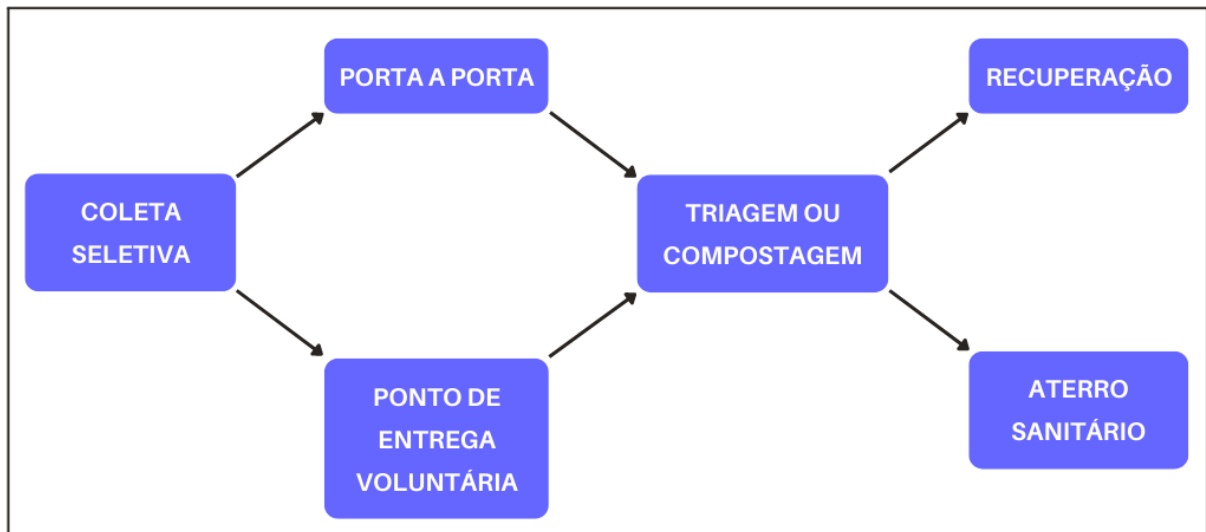 COLETA
SELETIVA
PORTA A PORTA
PONTO DE
ENTREGA
VOLUNTÁRIA
TRIAGEM OU
COMPOSTAGEM
RECUPERAÇÃO
ATERRO
SANITÁRIO